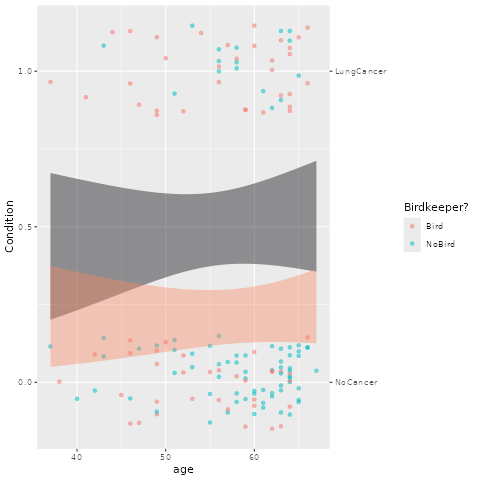 1.0
LungCancer
Condition
0.5
Birdkeeper?
Bird
NoBird
0.0
NoCancer
40 50 60
age